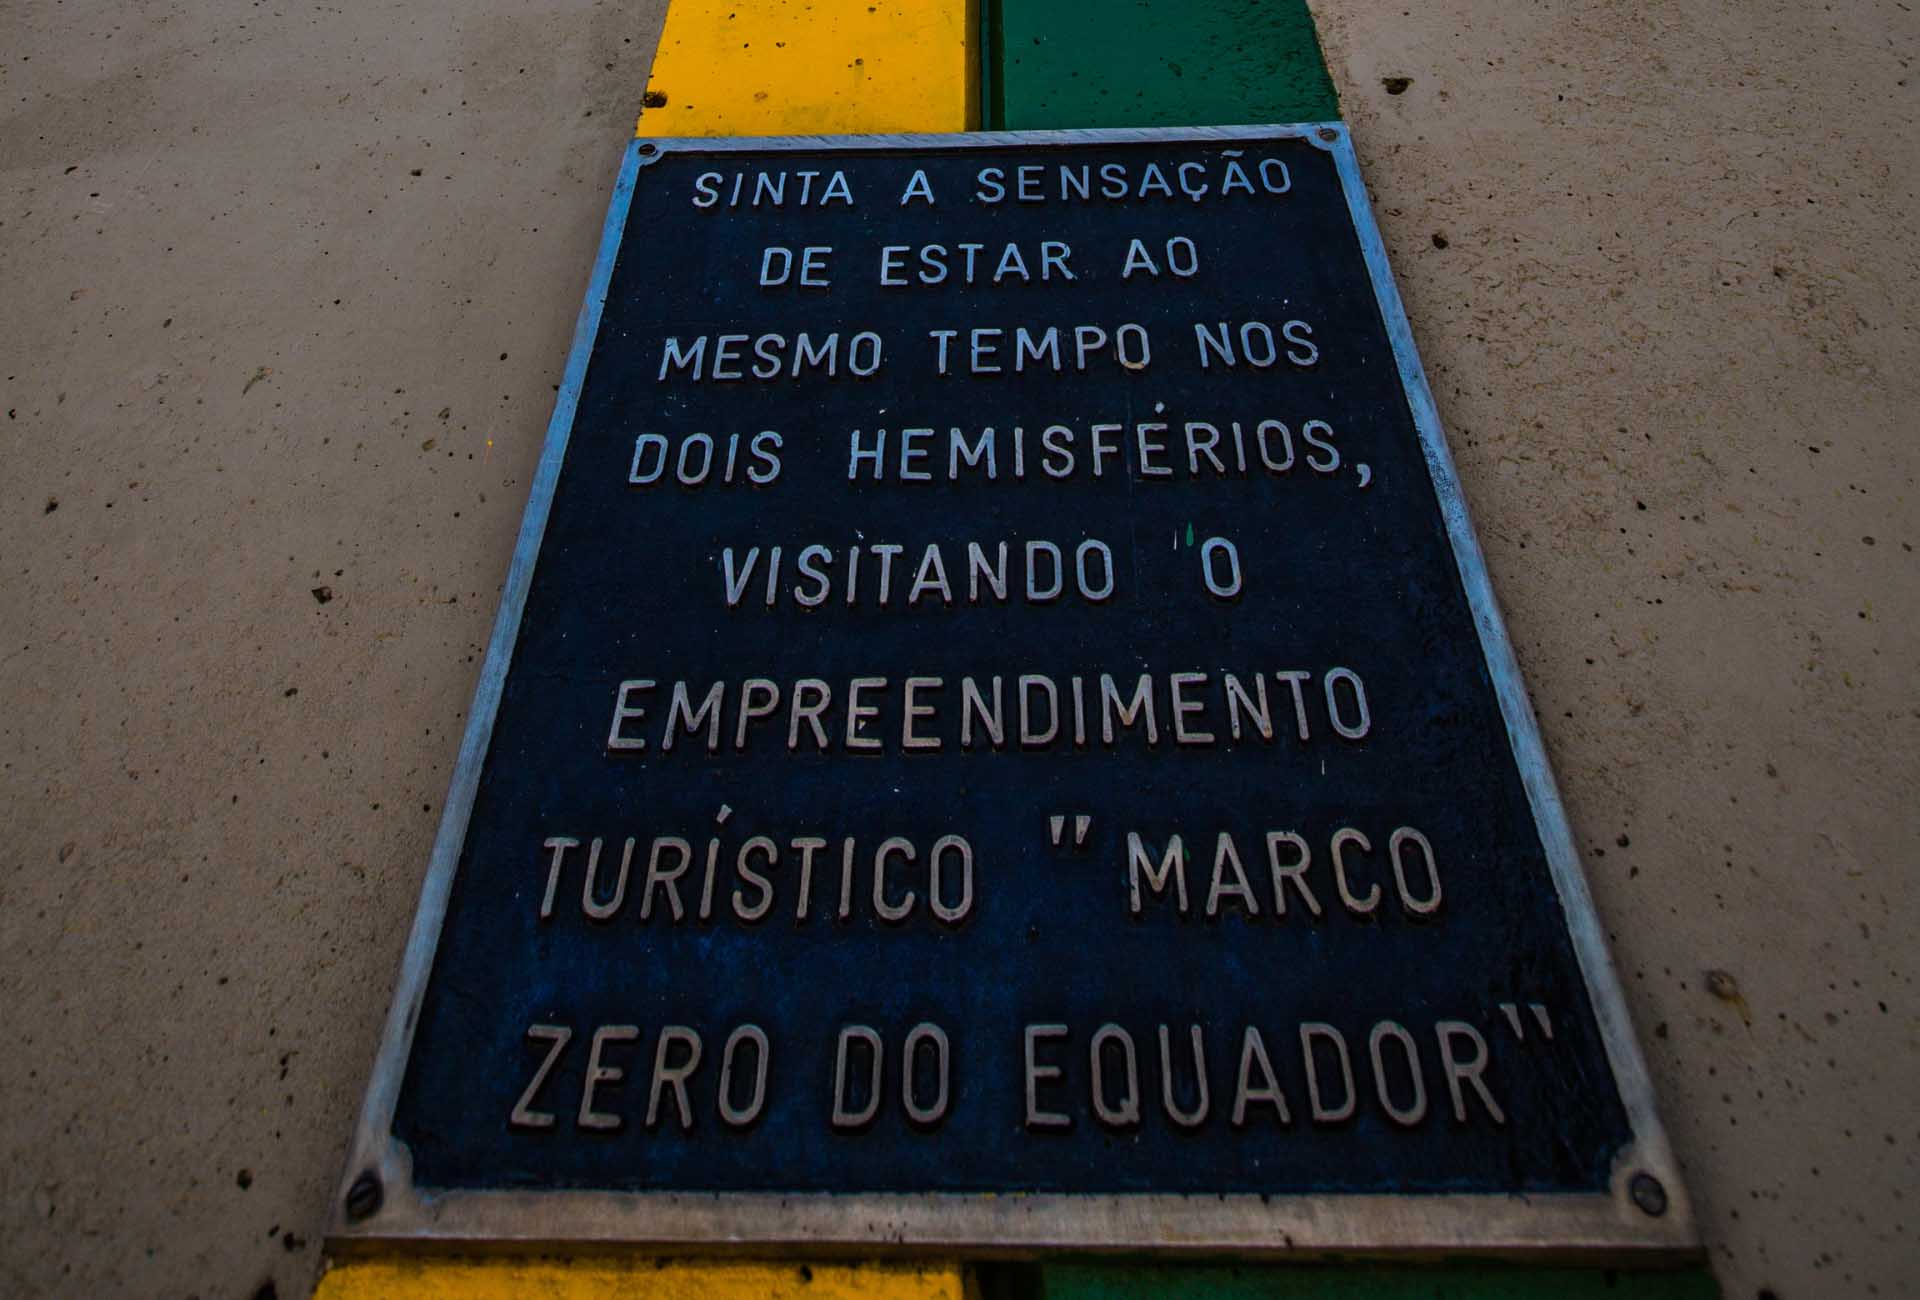 SINTA A SENSAÇÃO
DE ESTAR AO
MESMO TEMPO NOS
DOIS HEMISFÉRIOS,
VISITANDO O
EMPREENDIMENTO
TURÍSTICO "MARCO
ZERO DO EQUADOR"